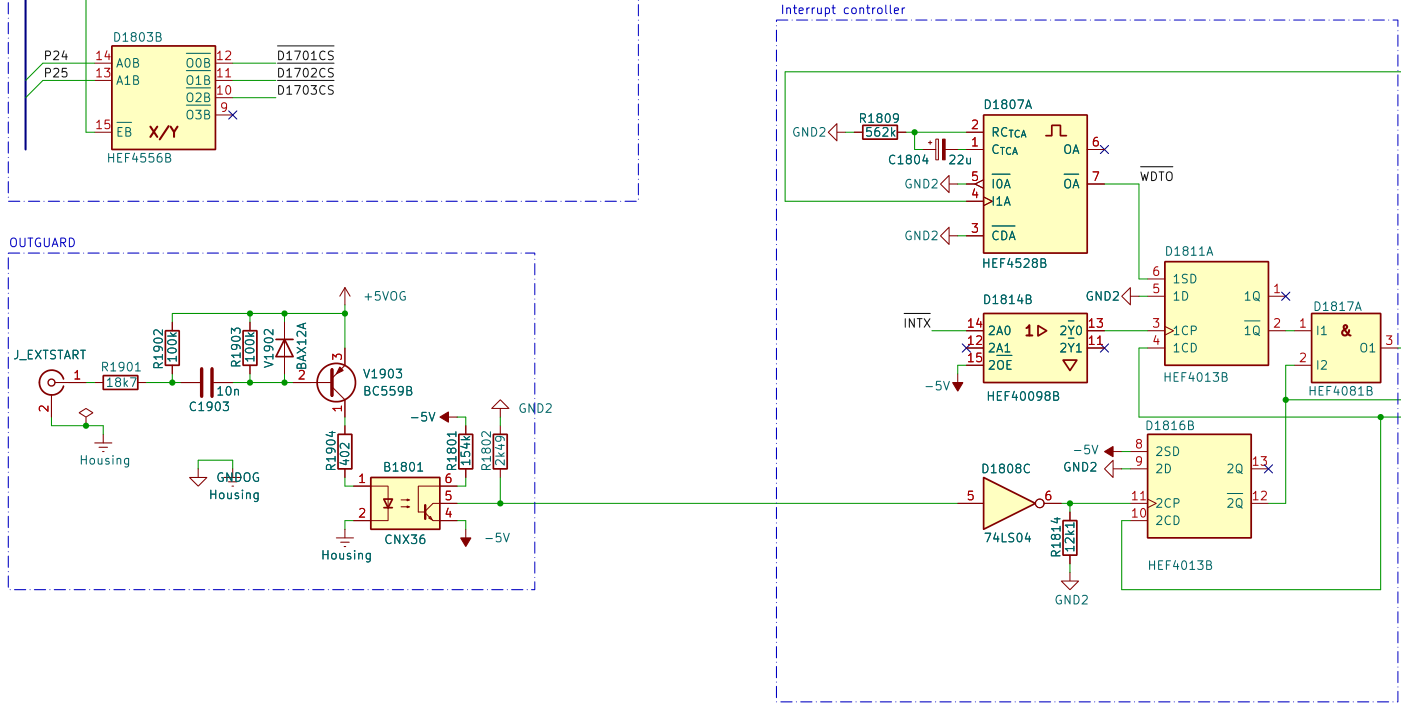 Interrupt controller
D1803B
P24 14 A0B O0B 12 D1701CS
P25 13 A1B O1B 11 D1702CS
O2B 10 D1703CS
O3B 9
15 EB X/Y
HEF4556B
D1807A
R1809
GND2 562k 2 RCTCA OA 6
C1804 + 22u 1 CTCA
GND2 5 I0A OA 7 WDTO
4 I1A
GND2 3 CDA
HEF4528B
OUTGUARD
D1811A
6 1SD
GND2 5 1D 1Q 1
3 1CP 1Q 2
4 1CD
HEF4013B
D1814B
INTX 14 2A0 1 2Y0 13
12 2A1 2Y1 11
15 2OE
-5V
HEF40098B
D1817A
1 I1 &
O1 3
2 I2
HEF4081B
+5VOG
R1902 100k
R1903 100k
V1902 BAX12A
J_EXTSTART
1
2
R1901
18k7
C1903 10n
3
2
1
V1903
BC559B
Housing
GNDOG
Housing
R1904 402
-5V
R1801 154k
R1802 2k49
GND2
B1801
1 6
5
2 4
CNX36
Housing
-5V
D1808C
5 6
74LS04
R1814 12k1
GND2
D1816B
-5V 8 2SD
GND2 9 2D 2Q 13
11 2CP 2Q 12
10 2CD
HEF4013B